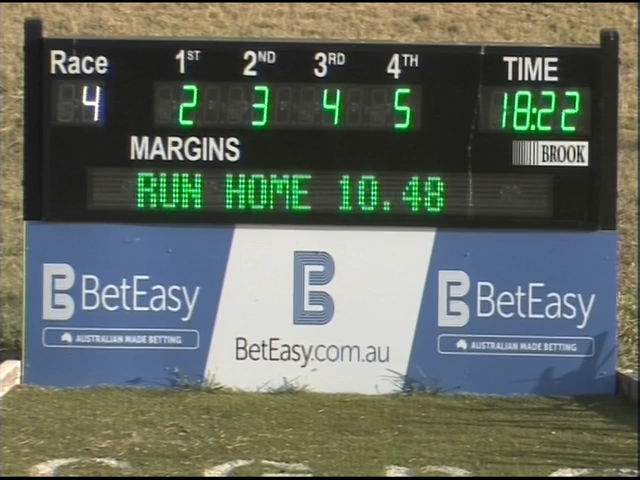 Race 1ST 2ND 3RD 4TH TIME
4 2 3 4 5 18:22
MARGINS BROOK
RUN HOME 10.48
B BetEasy
AUSTRALIAN MADE BETTING
B
BetEasy.com.au
B BetEasy
AUSTRALIAN MADE BETTING